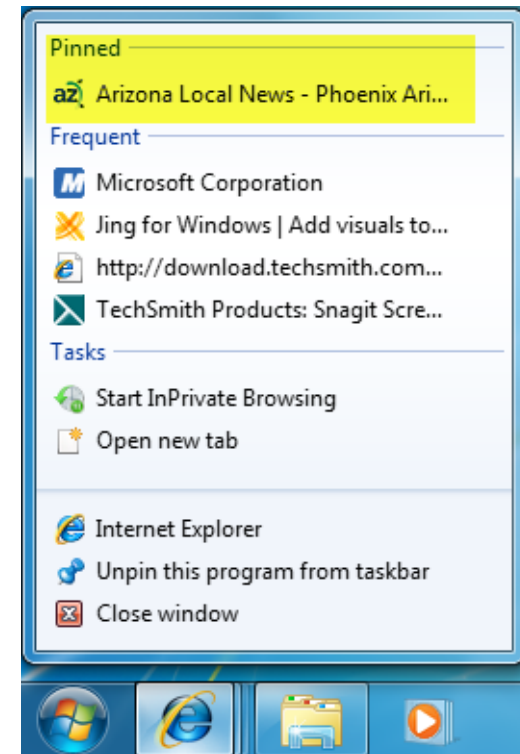 Pinned
az Arizona Local News - Phoenix Ari...
Frequent
M Microsoft Corporation
Jing for Windows | Add visuals to...
http://download.techsmith.com...
TechSmith Products: Snagit Scre...
Tasks
Start InPrivate Browsing
Open new tab
Internet Explorer
Unpin this program from taskbar
Close window